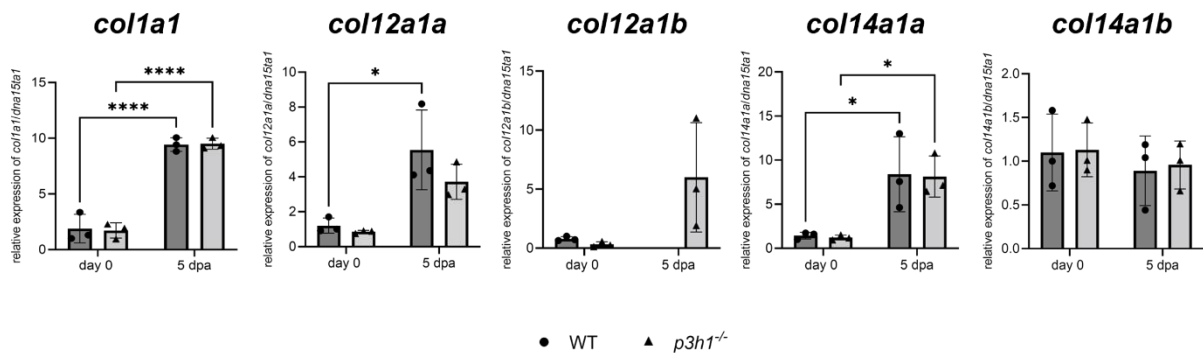 col1a1
relative expression of col1a1/dna15ta1
15
10
5
0
****
****
day 0 5 dpa
col12a1a
relative expression of col12a1a/dna15ta1
10
8
6
4
2
0
*
day 0 5 dpa
col12a1b
relative expression of col12a1b/dna15ta1
15
10
5
0
day 0 5 dpa
col14a1a
relative expression of col14a1a/dna15ta1
20
15
10
5
0
*
*
day 0 5 dpa
col14a1b
relative expression of col14a1b/dna15ta1
2.0
1.5
1.0
0.5
0.0
day 0 5 dpa
WT p3h1-/-